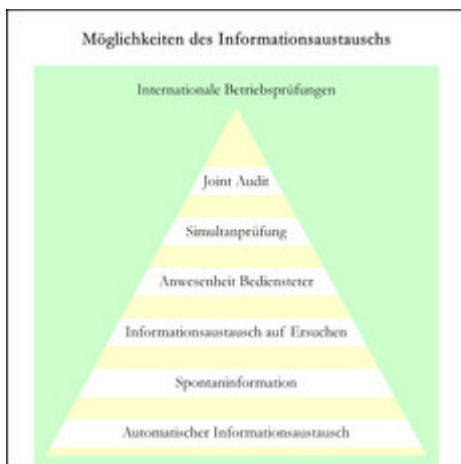 Möglichkeiten des Informationsaustauschs
Internationale Betriebsprüfungen
Joint Audit
Simultanprüfung
Anwesenheit Bediensteter
Informationsaustausch auf Ersuchen
Spontaninformation
Automatischer Informationsaustausch